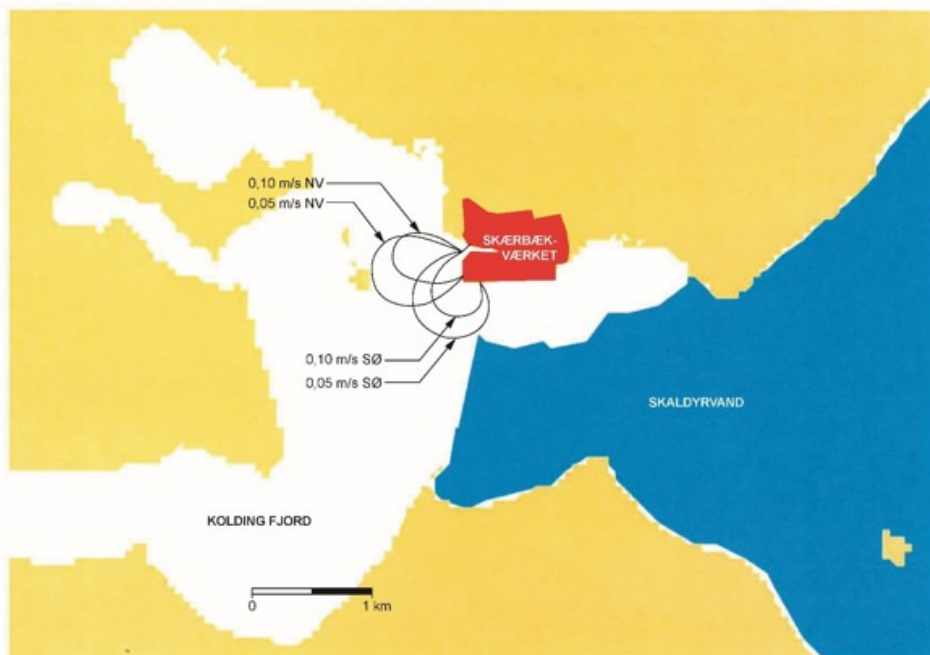 0,10 m/s NV
0,05 m/s NV
SKÆRBÆK-
VÆRKET
0,10 m/s SØ
0,05 m/s SØ
SKALDYRVAND
KOLDING FJORD
0
1 km